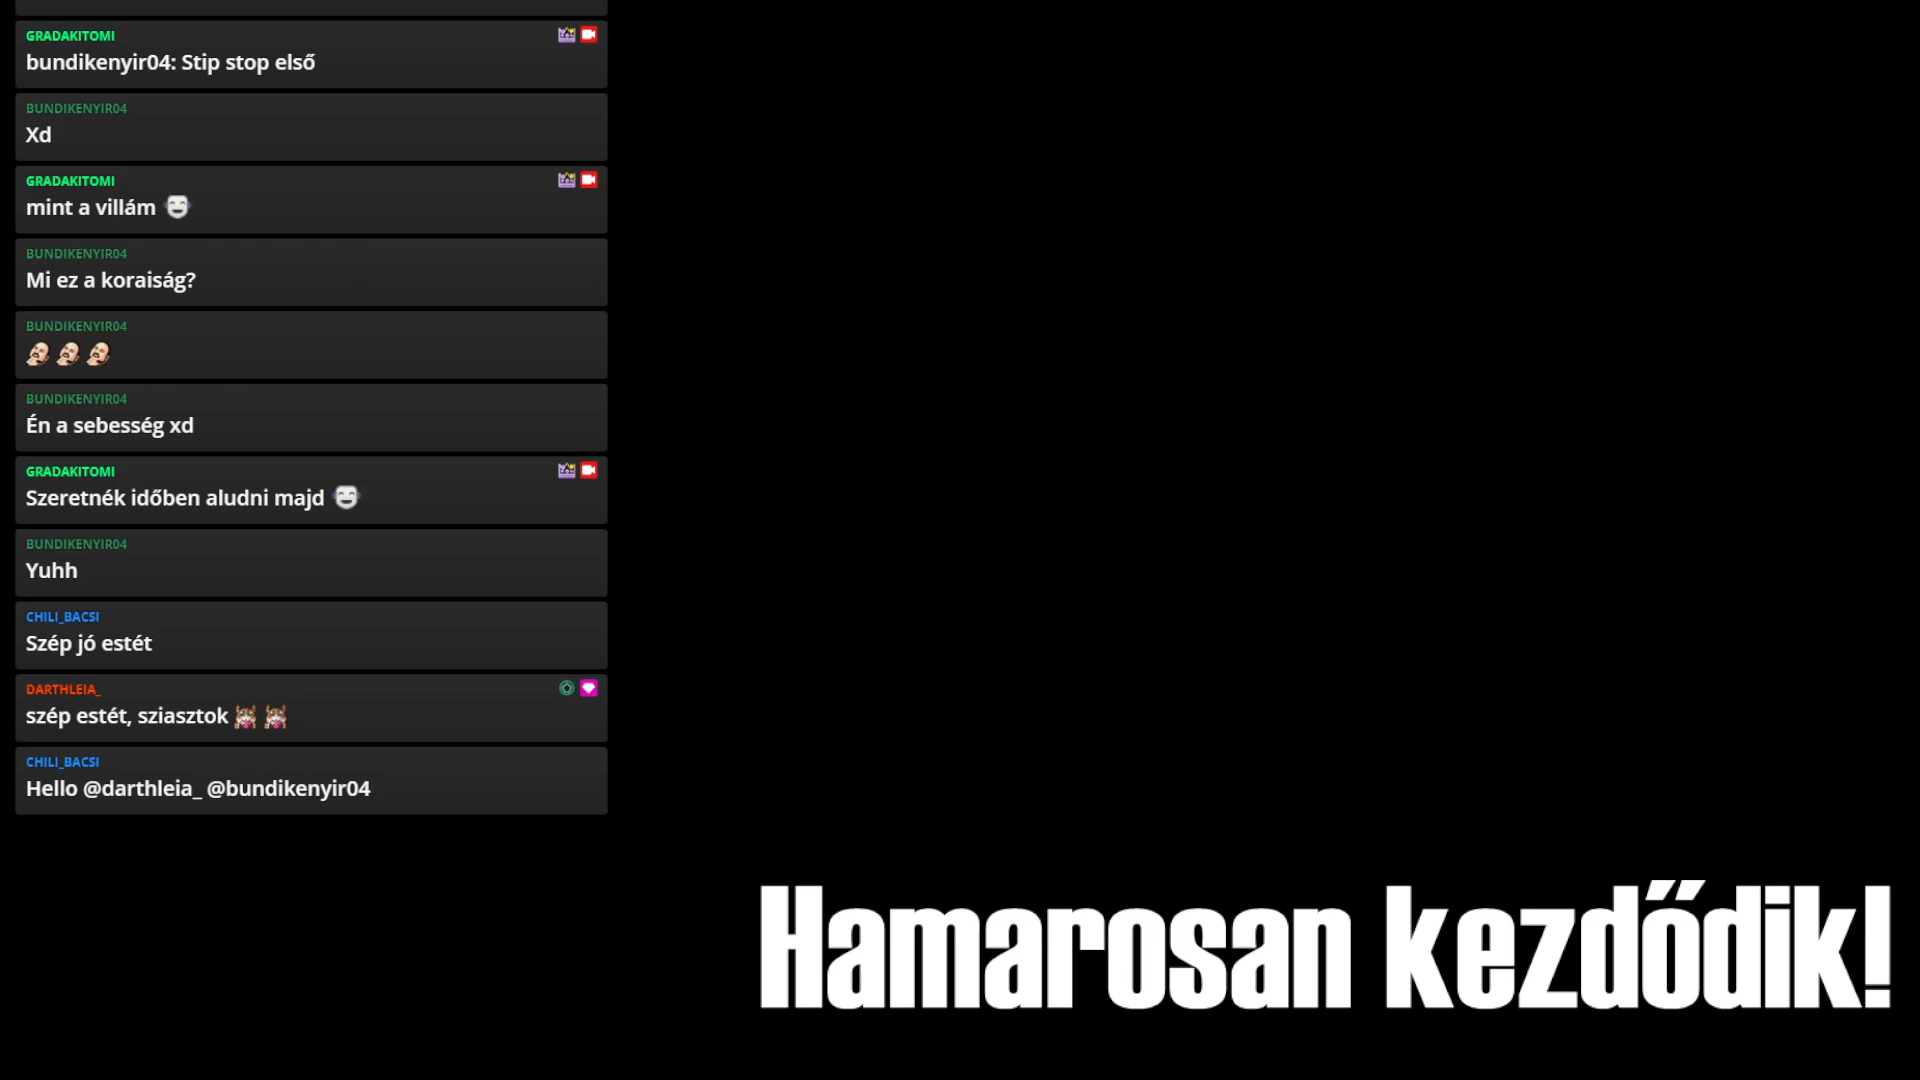 GRADAKITOMI
bundikenyir04: Stip stop első
BUNDIKENYIR04
Xd
GRADAKITOMI
mint a villám
BUNDIKENYIR04
Mi ez a koraiság?
BUNDIKENYIR04
BUNDIKENYIR04
Én a sebesség xd
GRADAKITOMI
Szeretnék időben aludni majd
BUNDIKENYIR04
Yuhh
CHILI_BACSI
Szép jó estét
DARTHLEIA_
szép estét, sziasztok
CHILI_BACSI
Hello @darthleia_ @bundikenyir04
Hamarosan kezdődik!